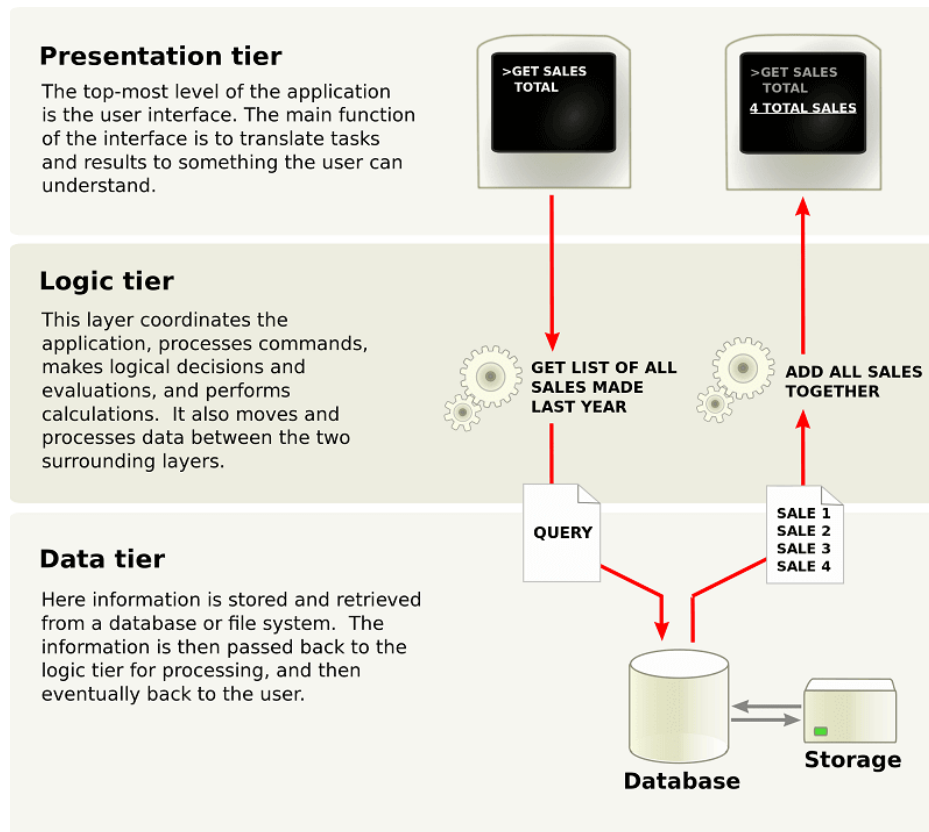 Presentation tier
The top-most level of the application
is the user interface. The main function
of the interface is to translate tasks
and results to something the user can
understand.
>GET SALES
TOTAL
>GET SALES
TOTAL
4 TOTAL SALES
Logic tier
This layer coordinates the
application, processes commands,
makes logical decisions and
evaluations, and performs
calculations.  It also moves and
processes data between the two
surrounding layers.
GET LIST OF ALL
SALES MADE
LAST YEAR
ADD ALL SALES
TOGETHER
QUERY
SALE 1
SALE 2
SALE 3
SALE 4
Data tier
Here information is stored and retrieved
from a database or file system.  The
information is then passed back to the
logic tier for processing, and then
eventually back to the user.
Database
Storage